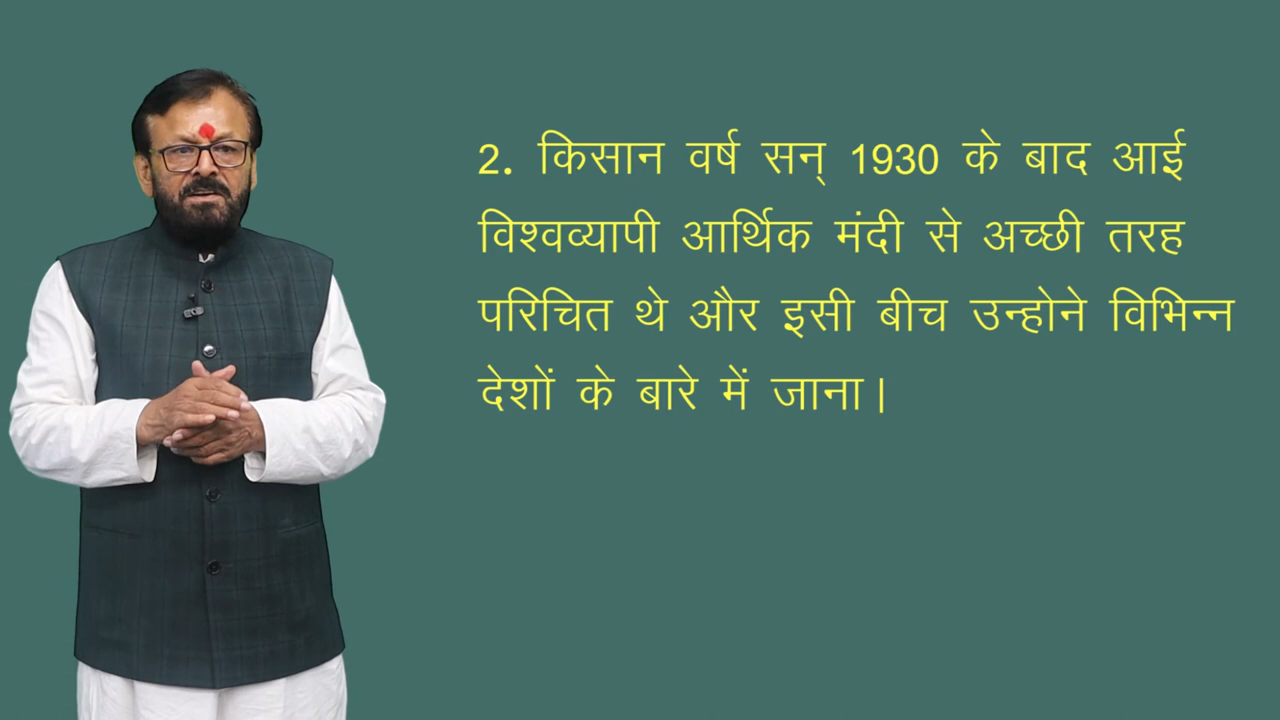 2. किसान वर्ष सन् 1930 के बाद आई
विश्वव्यापी आर्थिक मंदी से अच्छी तरह
परिचित थे और इसी बीच उन्होने विभिन्न
देशों के बारे में जाना।